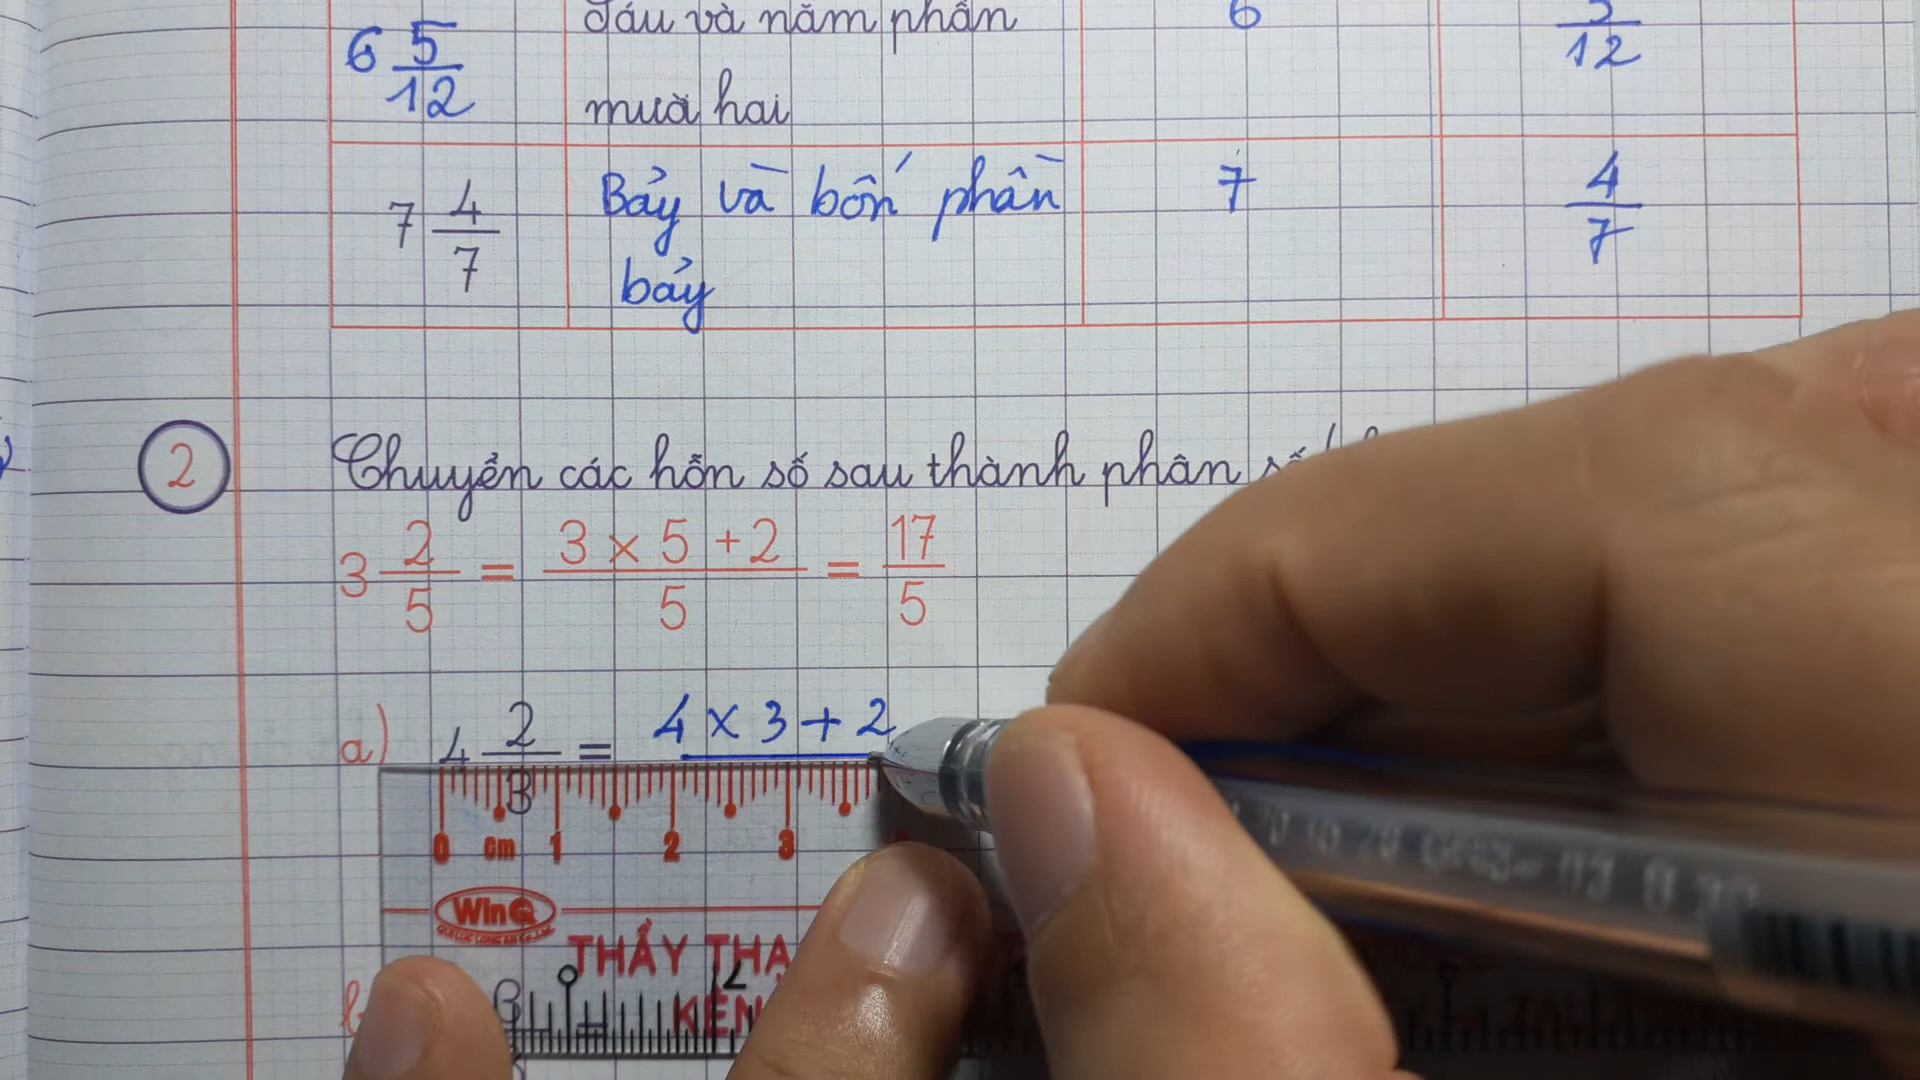 6 5/12 Sáu và năm phần 6 5/12
mười hai
7 4/7 Bảy và bốn phần 7 4/7
bảy
2 Chuyển các hỗn số sau thành phân số
3 2/5 = 3 × 5 + 2 / 5 = 17/5
a) 4 2/3 = 4 × 3 + 2
0 cm 1 2 3
WinQ
THẦY